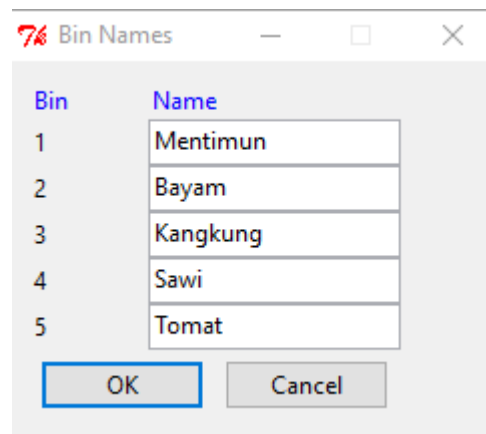 Bin Names
Bin Name
1 Mentimun
2 Bayam
3 Kangkung
4 Sawi
5 Tomat
OK Cancel